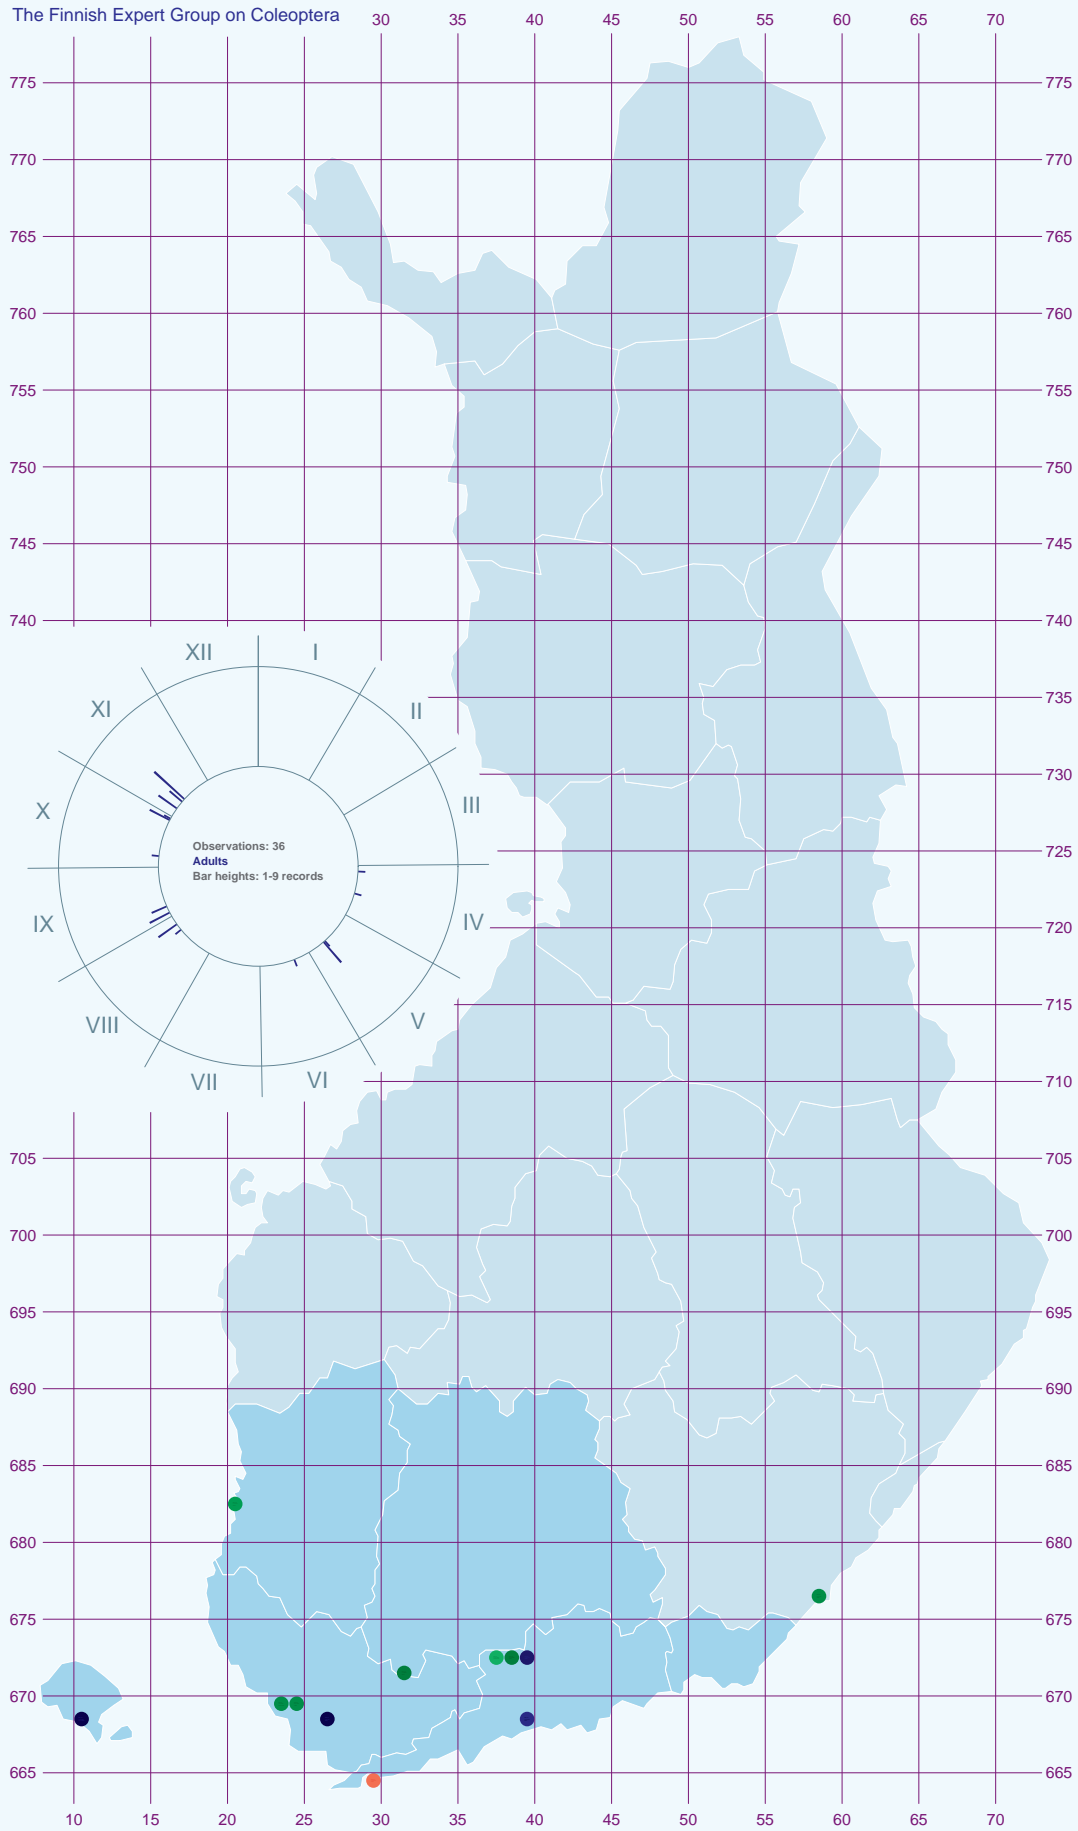 The Finnish Expert Group on Coleoptera
30 40 45 50 55 60 65 70
775 775
770 770
765 765
760 760
755 755
750 750
745 745
740 740
XII I
XI II
735
730
X III
725
Observations: 36
Adults
Bar heights: 1-9 records
IX IV
720
VIII V
715
VII VI
710
705 705
700 700
695 695
690 690
685 685
680 680
675 675
670 670
665 665
10 15 20 25 30 35 40 45 50 55 60 65 70